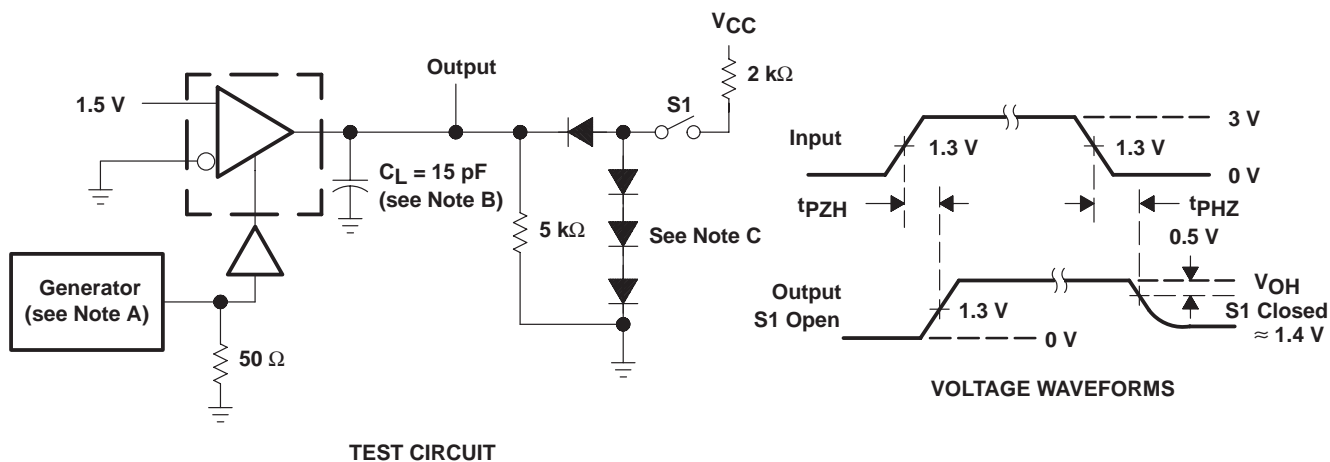 VCC
Output
2 kΩ
1.5 V
S1
CL = 15 pF
(see Note B)
5 kΩ
See Note C
Generator
(see Note A)
50 Ω
TEST CIRCUIT
Input
3 V
1.3 V
1.3 V
0 V
tPZH
tPHZ
0.5 V
VOH
Output
S1 Open
1.3 V
S1 Closed
≈ 1.4 V
0 V
VOLTAGE WAVEFORMS